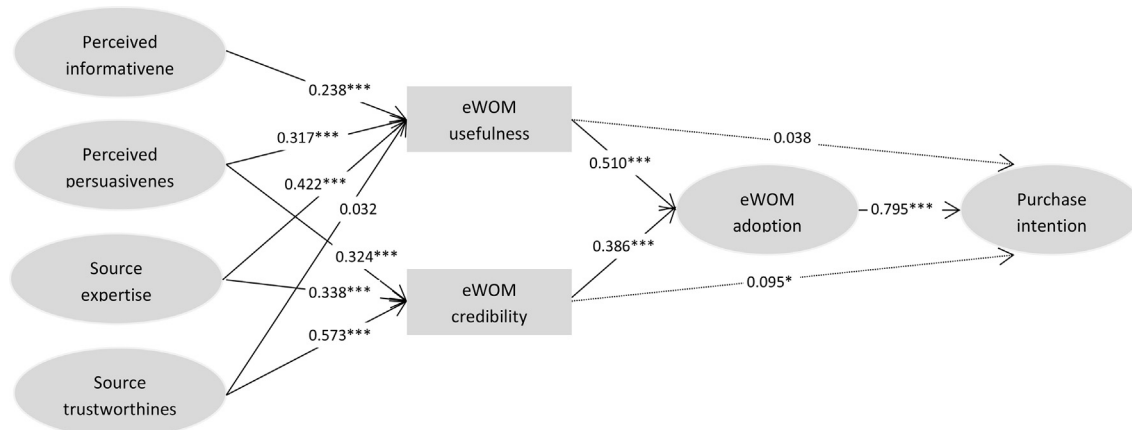 Perceived
informativene
0.238***
eWOM
usefulness
0.317***
0.038
Perceived
persuasivenes
0.510***
0.422***
0.032
eWOM
adoption
0.795***
Purchase
intention
0.386***
0.324***
Source
expertise
0.338***
eWOM
credibility
0.095*
0.573***
Source
trustworthines